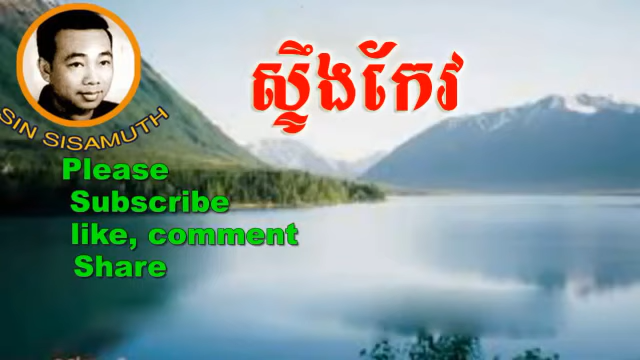 SIN SISAMUTH
ស្ទឹងកែវ
Please
Subscribe
like, comment
Share